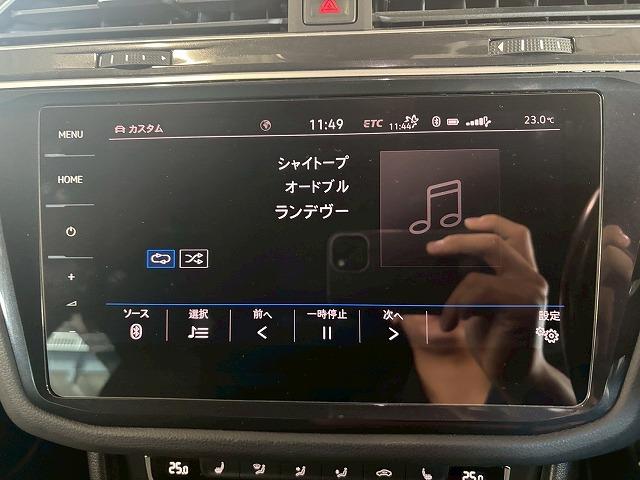 MENU
HOME
カスタム
11:49
ETC
11:44
23.0℃
シャイトープ
オードブル
ランデヴー
ソース
選択
前へ
一時停止
次へ
設定
25.0
25.0